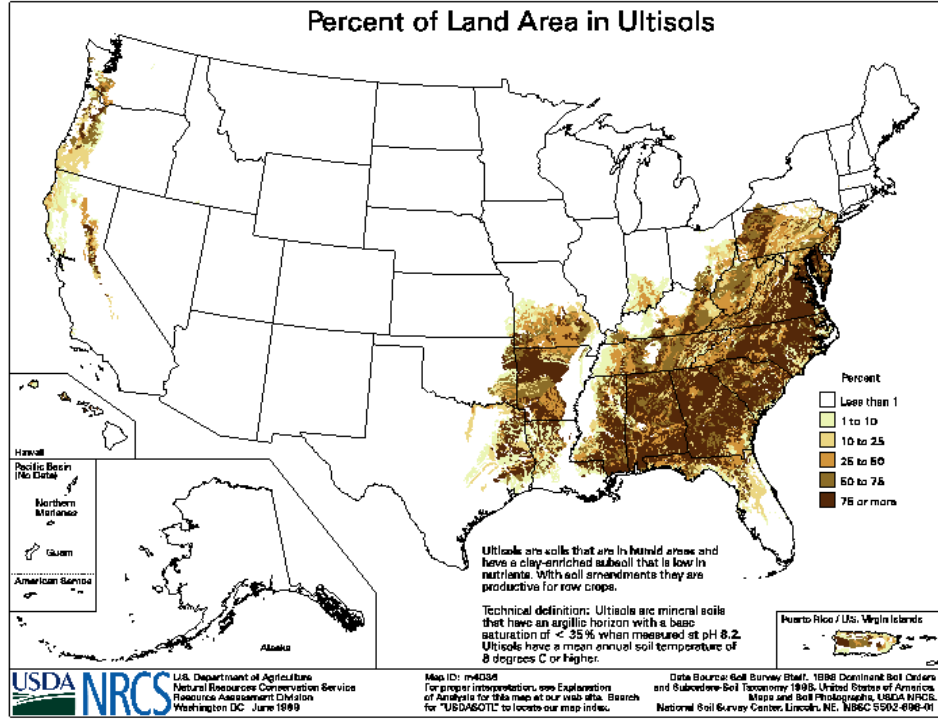 Percent of Land Area in Ultisols
Percent
Less than 1
1 to 10
10 to 25
25 to 50
50 to 75
75 or more
Hawaii
Pacific Basin
(No Data)
Northern
Marianas
Guam
American Samoa
Alaska
Ultisols are soils that are in humid areas and
have a clay-enriched subsoil that is low in
nutrients. With soil amendments they are
productive for row crops.
Technical definition: Ultisols are mineral soils
that have an argillic horizon with a base
saturation of < 35% when measured at pH 8.2.
Ultisols have a mean annual soil temperature of
8 degrees C or higher.
Puerto Rico / U.S. Virgin Islands
USDA NRCS
U.S. Department of Agriculture
Natural Resources Conservation Service
Resource Assessment Division
Washington DC June 1999
Map ID: m4036
For proper interpretation, see Explanation
of Analysis for this map at our web site. Search
for "USDASOTL" to locate our map index.
Data Source: Soil Survey Staff. 1998 Dominant Soil Orders
and Suborders-Soil Taxonomy 1998, United States of America.
Maps and Soil Photographs, USDA NRCS,
National Soil Survey Center, Lincoln, NE. NSSC 5502-696-01